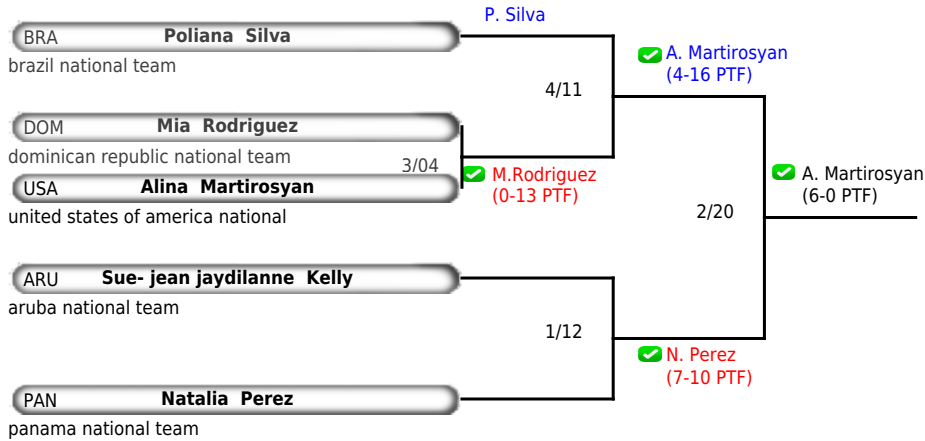 P. Silva
BRA Poliana Silva
brazil national team
A. Martirosyan
(4-16 PTF)
4/11
DOM Mia Rodriguez
dominican republic national team
3/04
M.Rodriguez
(0-13 PTF)
A. Martirosyan
(6-0 PTF)
USA Alina Martirosyan
united states of america national
2/20
ARU Sue- jean jaydilanne Kelly
aruba national team
1/12
N. Perez
(7-10 PTF)
PAN Natalia Perez
panama national team